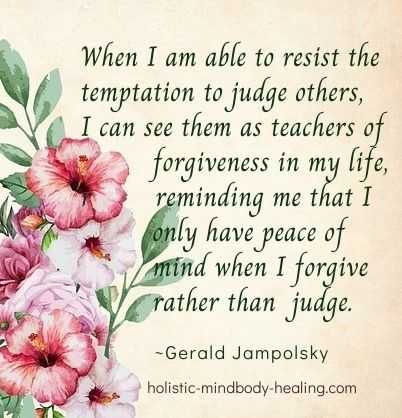 When I am able to resist the
temptation to judge others,
I can see them as teachers of
forgiveness in my life,
reminding me that I
only have peace of
mind when I forgive
rather than judge.
~Gerald Jampolsky
holistic-mindbody-healing.com